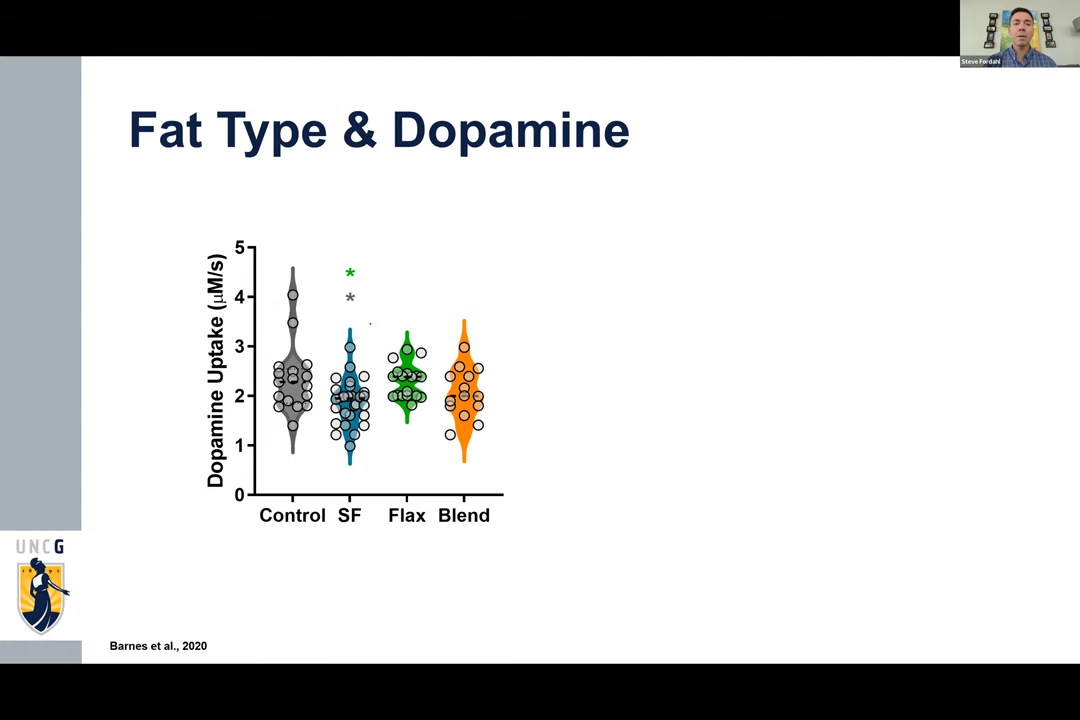 Steve Fordahl
Fat Type & Dopamine
Dopamine Uptake (μM/s)
5
4
3
2
1
0
*
*
Control SF Flax Blend
UNCG
Barnes et al., 2020